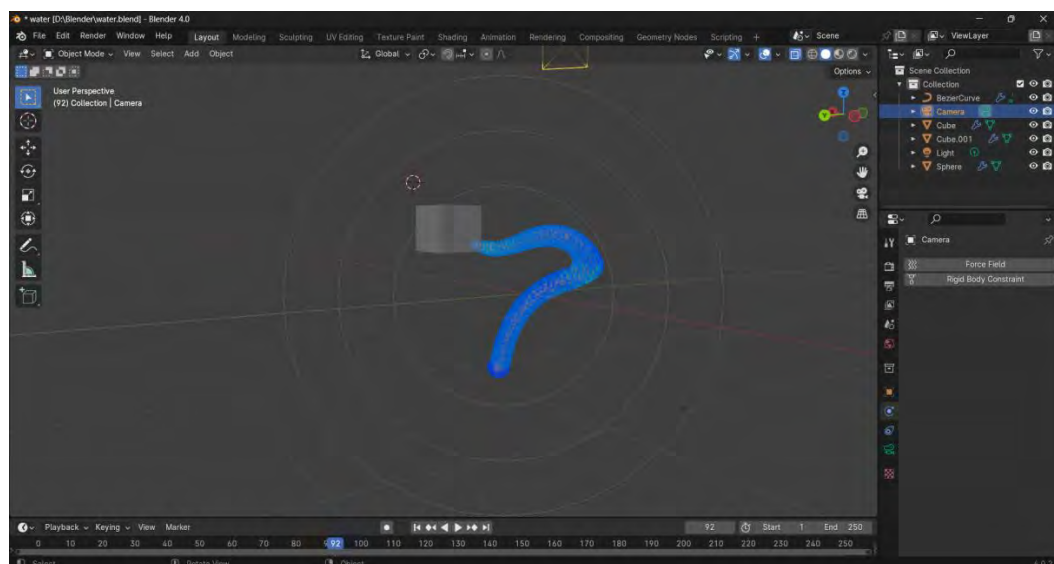 * water [D:\Blender\water.blend] - Blender 4.0
File Edit Render Window Help Layout Modeling Sculpting UV Editing Texture Paint Shading Animation Rendering Compositing Geometry Nodes Scripting + Scene ViewLayer
Object Mode View Select Add Object Global
Options
User Perspective
(92) Collection | Camera
Z
Y
Scene Collection
Collection
BezierCurve
Camera
Cube
Cube.001
Light
Sphere
Camera
Force Field
Rigid Body Constraint
Playback Keying View Marker 92 Start 1 End 250
0 10 20 30 40 50 60 70 80 92 100 110 120 130 140 150 160 170 180 190 200 210 220 230 240 250
Select Rotate View Object